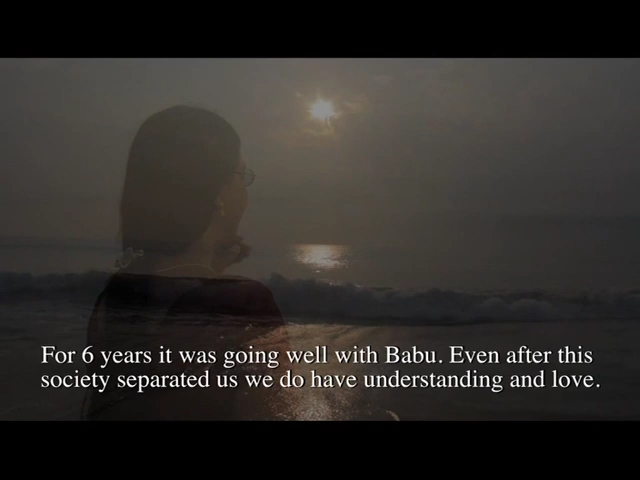 For 6 years it was going well with Babu. Even after this
society separated us we do have understanding and love.